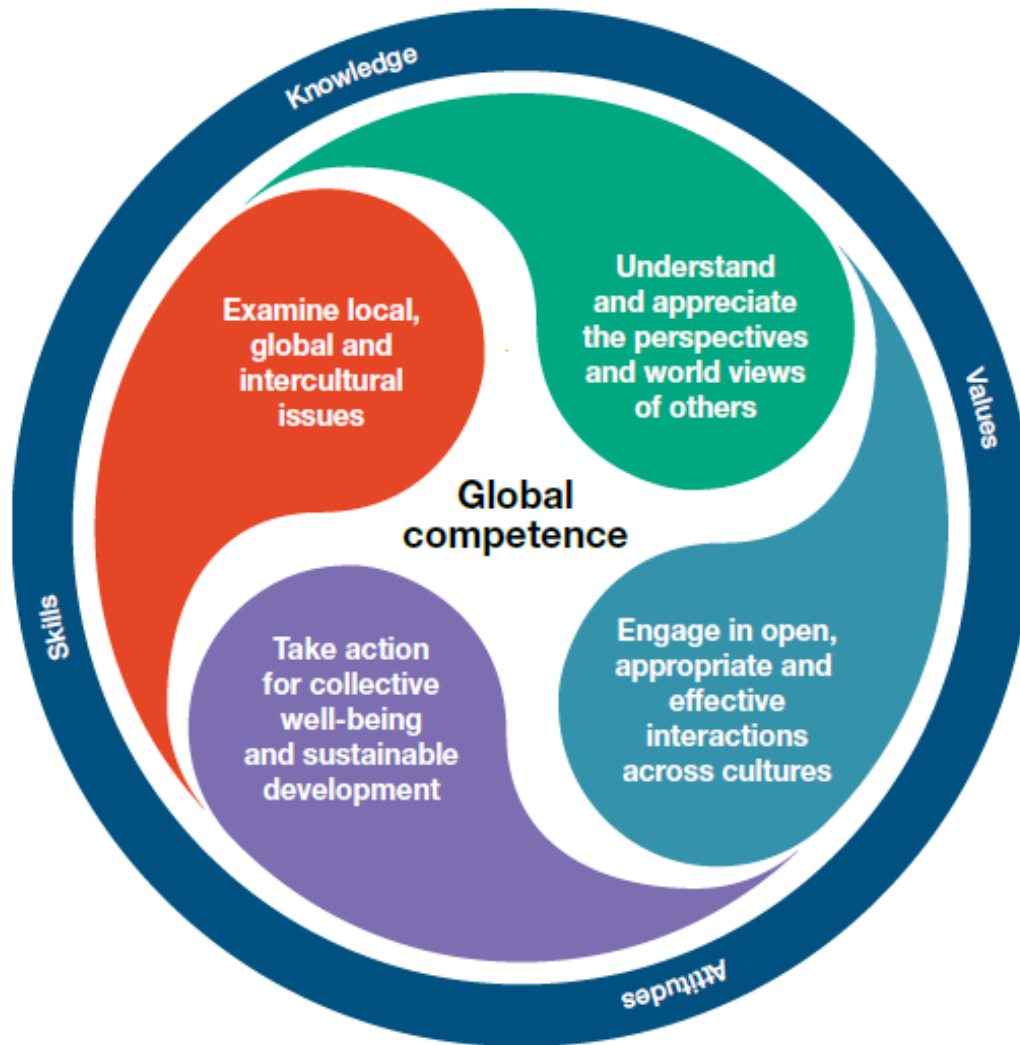 Knowledge
Examine local,
global and
intercultural
issues
Understand
and appreciate
the perspectives
and world views
of others
Values
Global
competence
Skills
Take action
for collective
well-being
and sustainable
development
Engage in open,
appropriate and
effective
interactions
across cultures
Attitudes